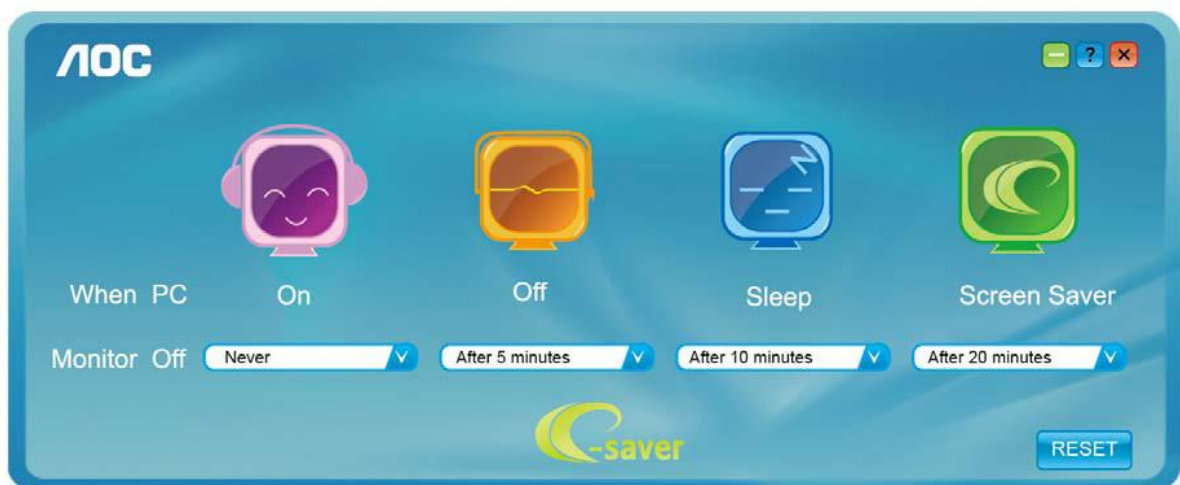 AOC
?
When PC On Off Sleep Screen Saver
Monitor Off Never After 5 minutes After 10 minutes After 20 minutes
e-saver
RESET